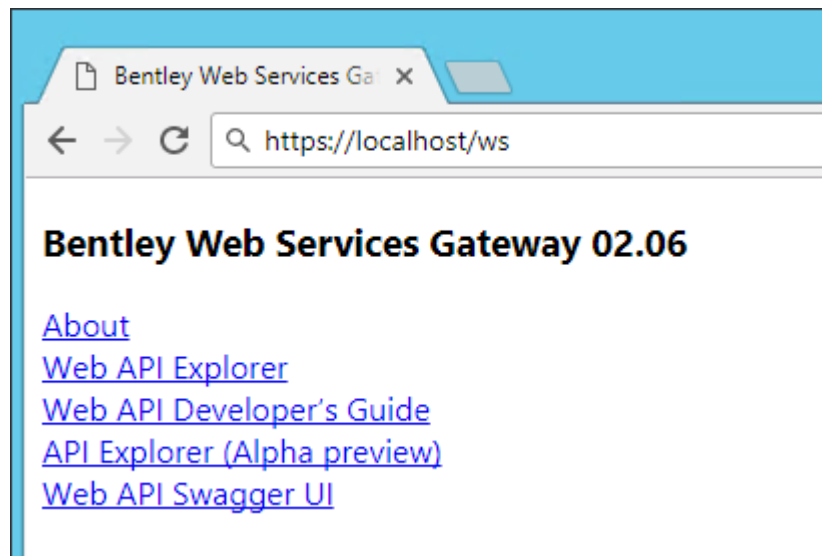 Bentley Web Services Ga
https://localhost/ws
Bentley Web Services Gateway 02.06
About
Web API Explorer
Web API Developer's Guide
API Explorer (Alpha preview)
Web API Swagger UI